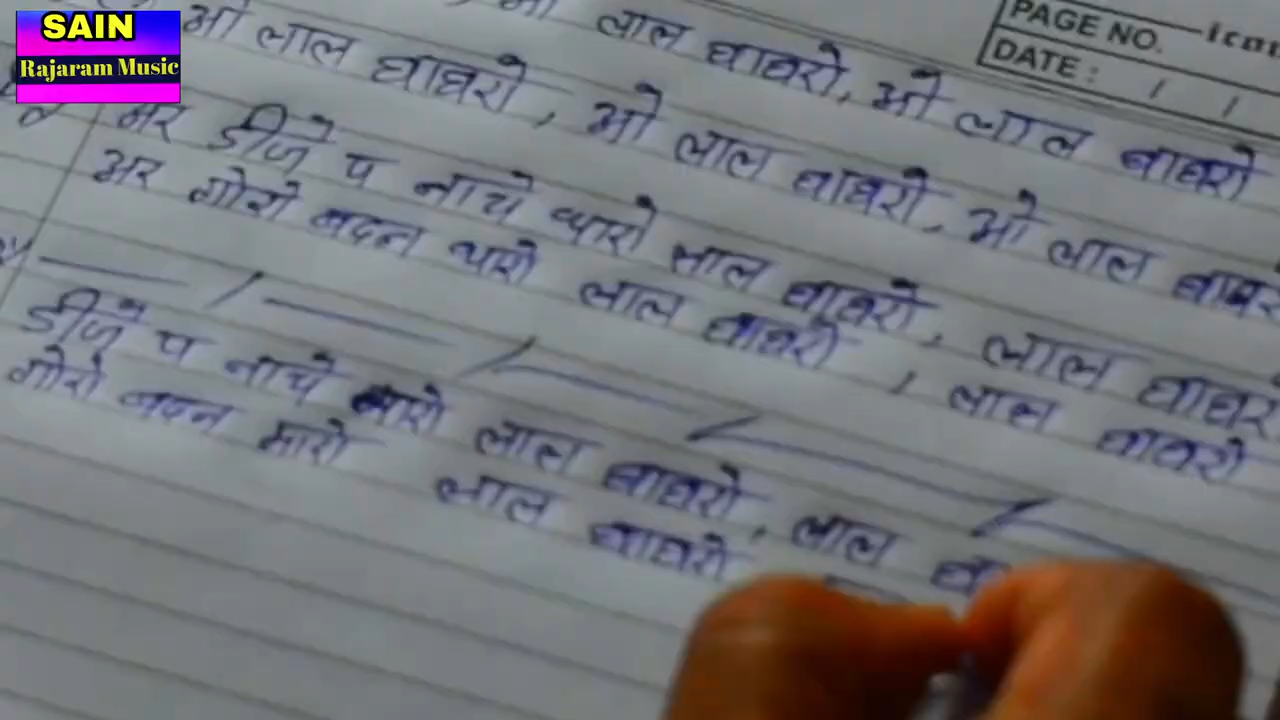 SAIN
Rajaram Music
PAGE NO.
DATE : / /
लाल घाघरो, ओ लाल घाघरो
ओ लाल घाघरो, ओ लाल घाघरो, ओ लाल घाघरो
अर डीजे प नाचे थारो लाल घाघरो, लाल घाघरो
अर गोरो बदन थारो लाल घाघरो, लाल घाघरो
डीजे प नाचे मारो लाल घाघरो, लाल
गोरो बदन मारो लाल घाघरो